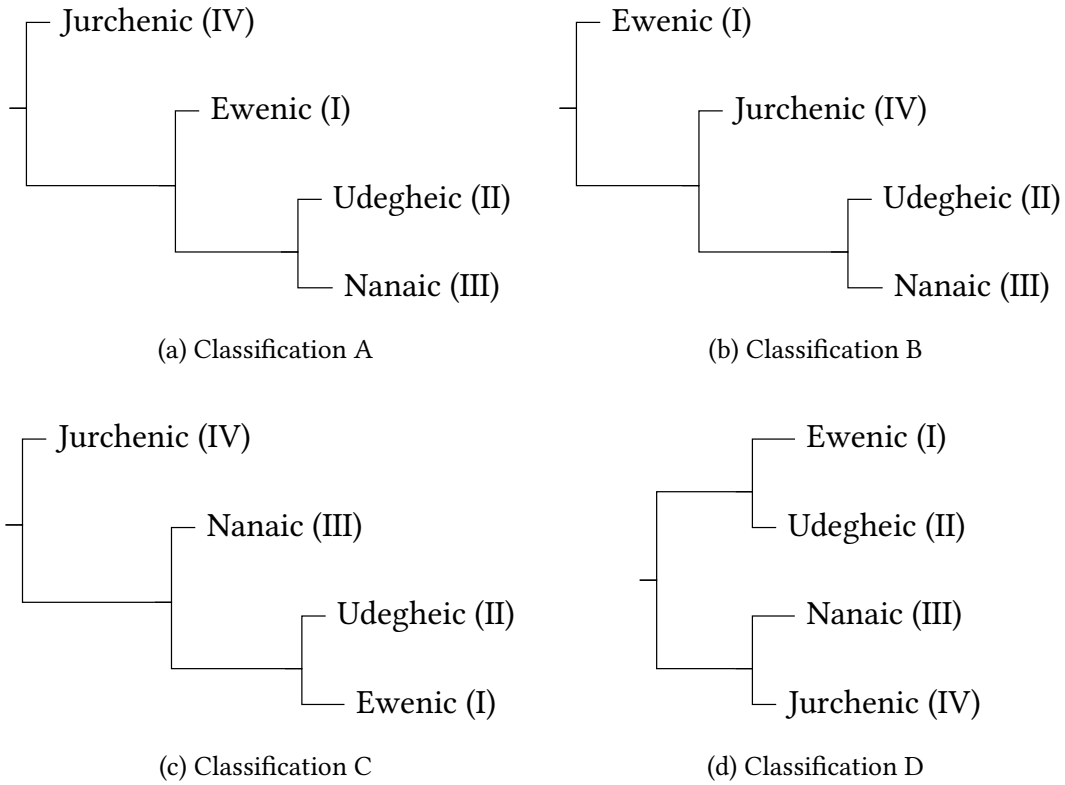 Jurchenic (IV)
Ewenic (I)
Udegheic (II)
Nanaic (III)
(a) Classification A
Ewenic (I)
Jurchenic (IV)
Udegheic (II)
Nanaic (III)
(b) Classification B
Jurchenic (IV)
Nanaic (III)
Udegheic (II)
Ewenic (I)
(c) Classification C
Ewenic (I)
Udegheic (II)
Nanaic (III)
Jurchenic (IV)
(d) Classification D